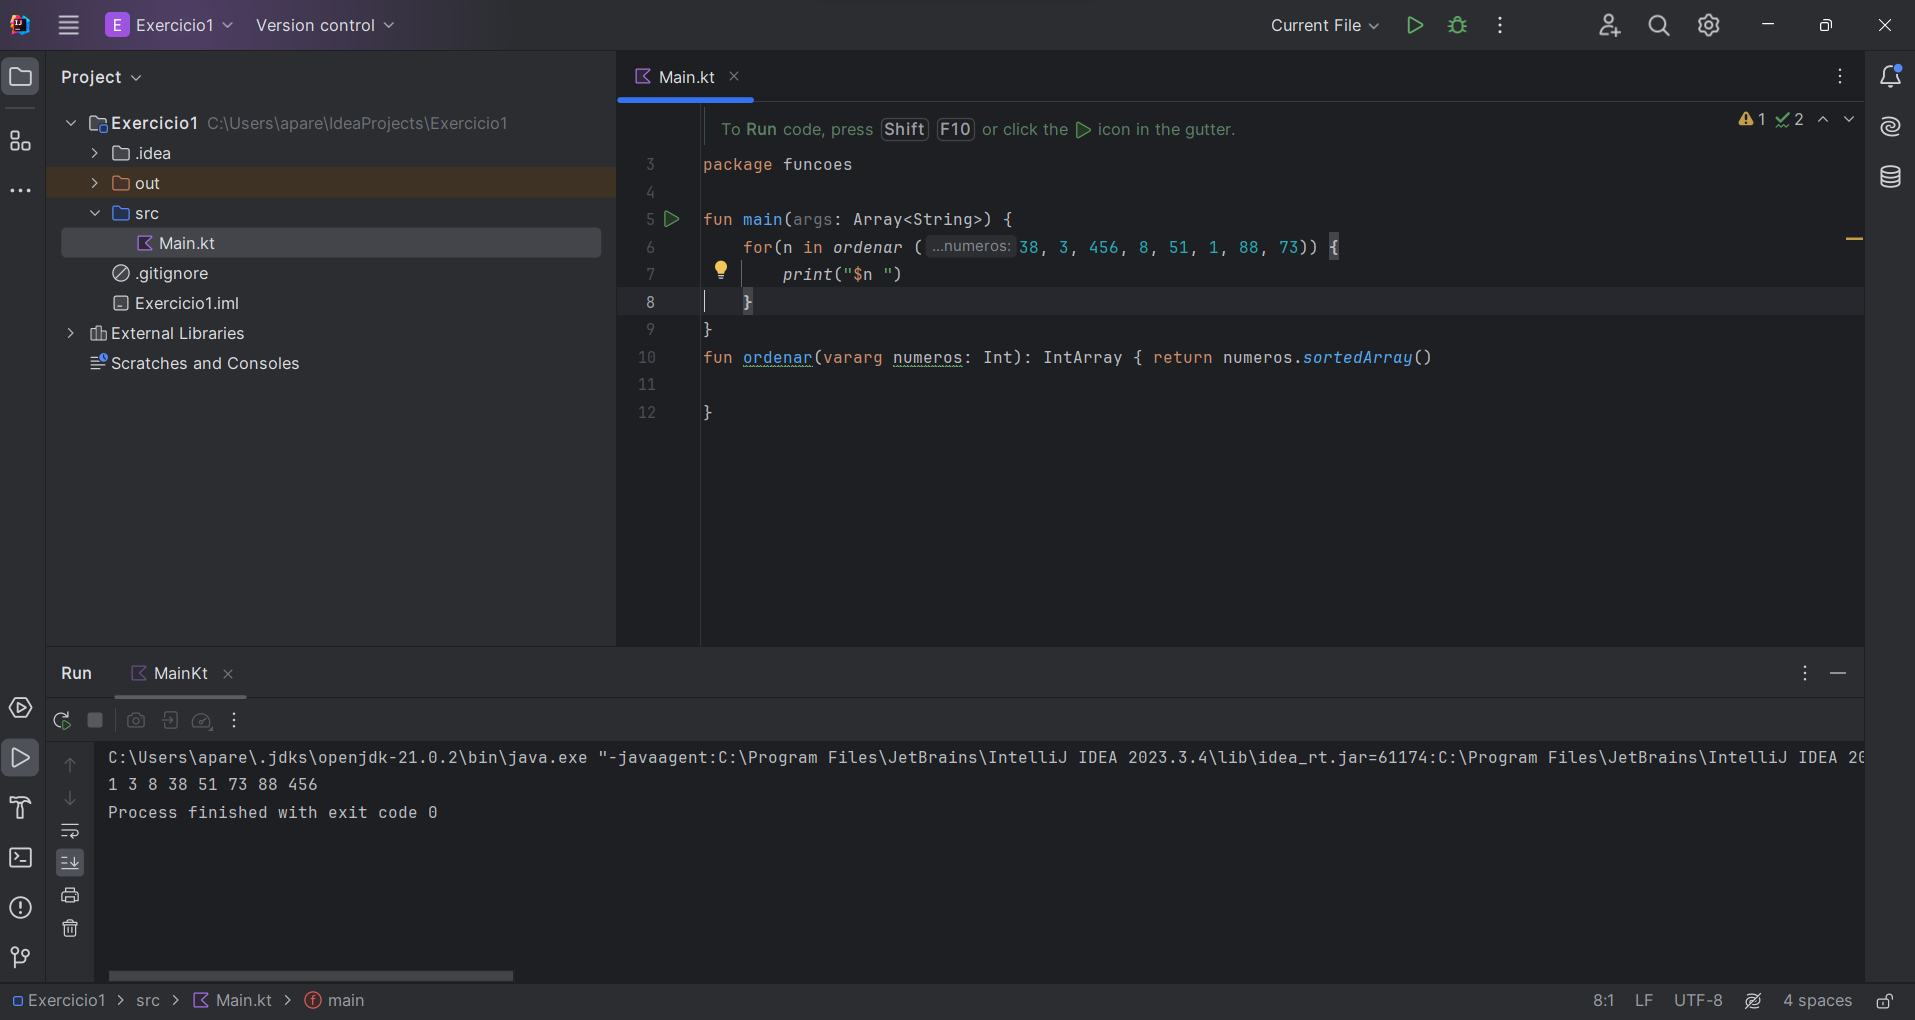 E Exercicio1 Version control Current File
Project
Main.kt
Exercicio1 C:\Users\apare\IdeaProjects\Exercicio1
.idea
out
src
Main.kt
.gitignore
Exercicio1.iml
External Libraries
Scratches and Consoles
To Run code, press Shift F10 or click the icon in the gutter.
1 2
3 package funcoes
4
5 fun main(args: Array<String>) {
6 for(n in ordenar ( ...numeros: 38, 3, 456, 8, 51, 1, 88, 73)) {
7 print("$n ")
8 }
9 }
10 fun ordenar(vararg numeros: Int): IntArray { return numeros.sortedArray()
11
12 }
Run MainKt
C:\Users\apare\.jdks\openjdk-21.0.2\bin\java.exe "-javaagent:C:\Program Files\JetBrains\IntelliJ IDEA 2023.3.4\lib\idea_rt.jar=61174:C:\Program Files\JetBrains\IntelliJ IDEA 20
1 3 8 38 51 73 88 456
Process finished with exit code 0
Exercicio1 > src > Main.kt > main 8:1 LF UTF-8 4 spaces